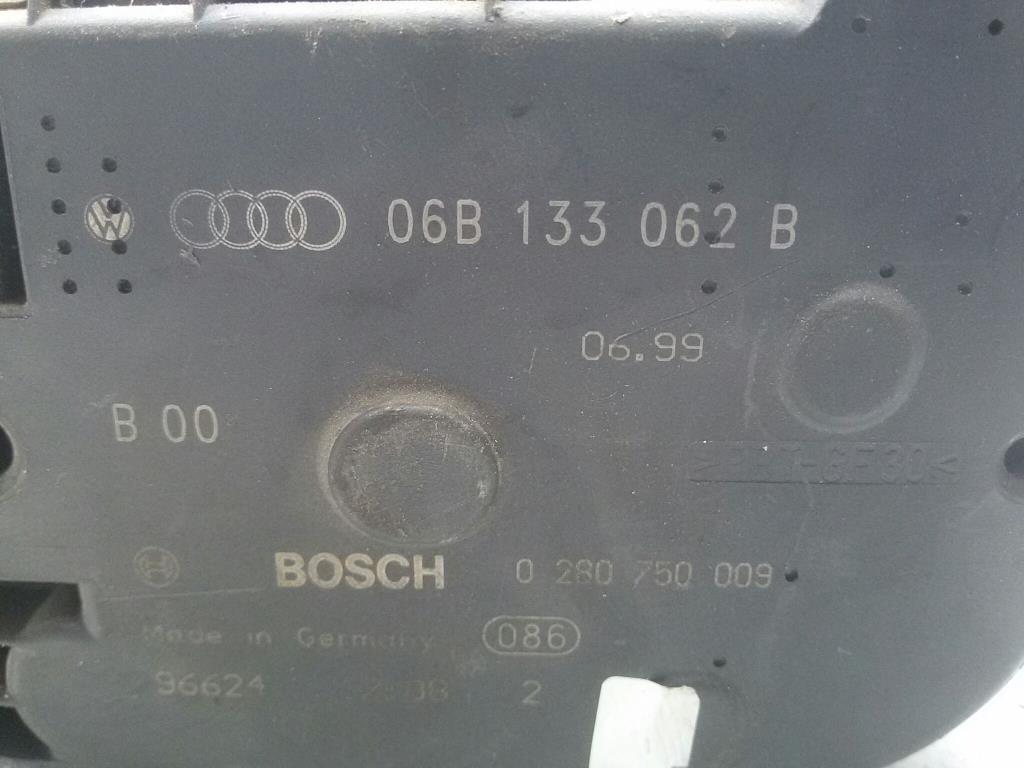 06B 133 062 B
06.99
B 00
BOSCH 0 280 750 009
Made in Germany 086
96624 2